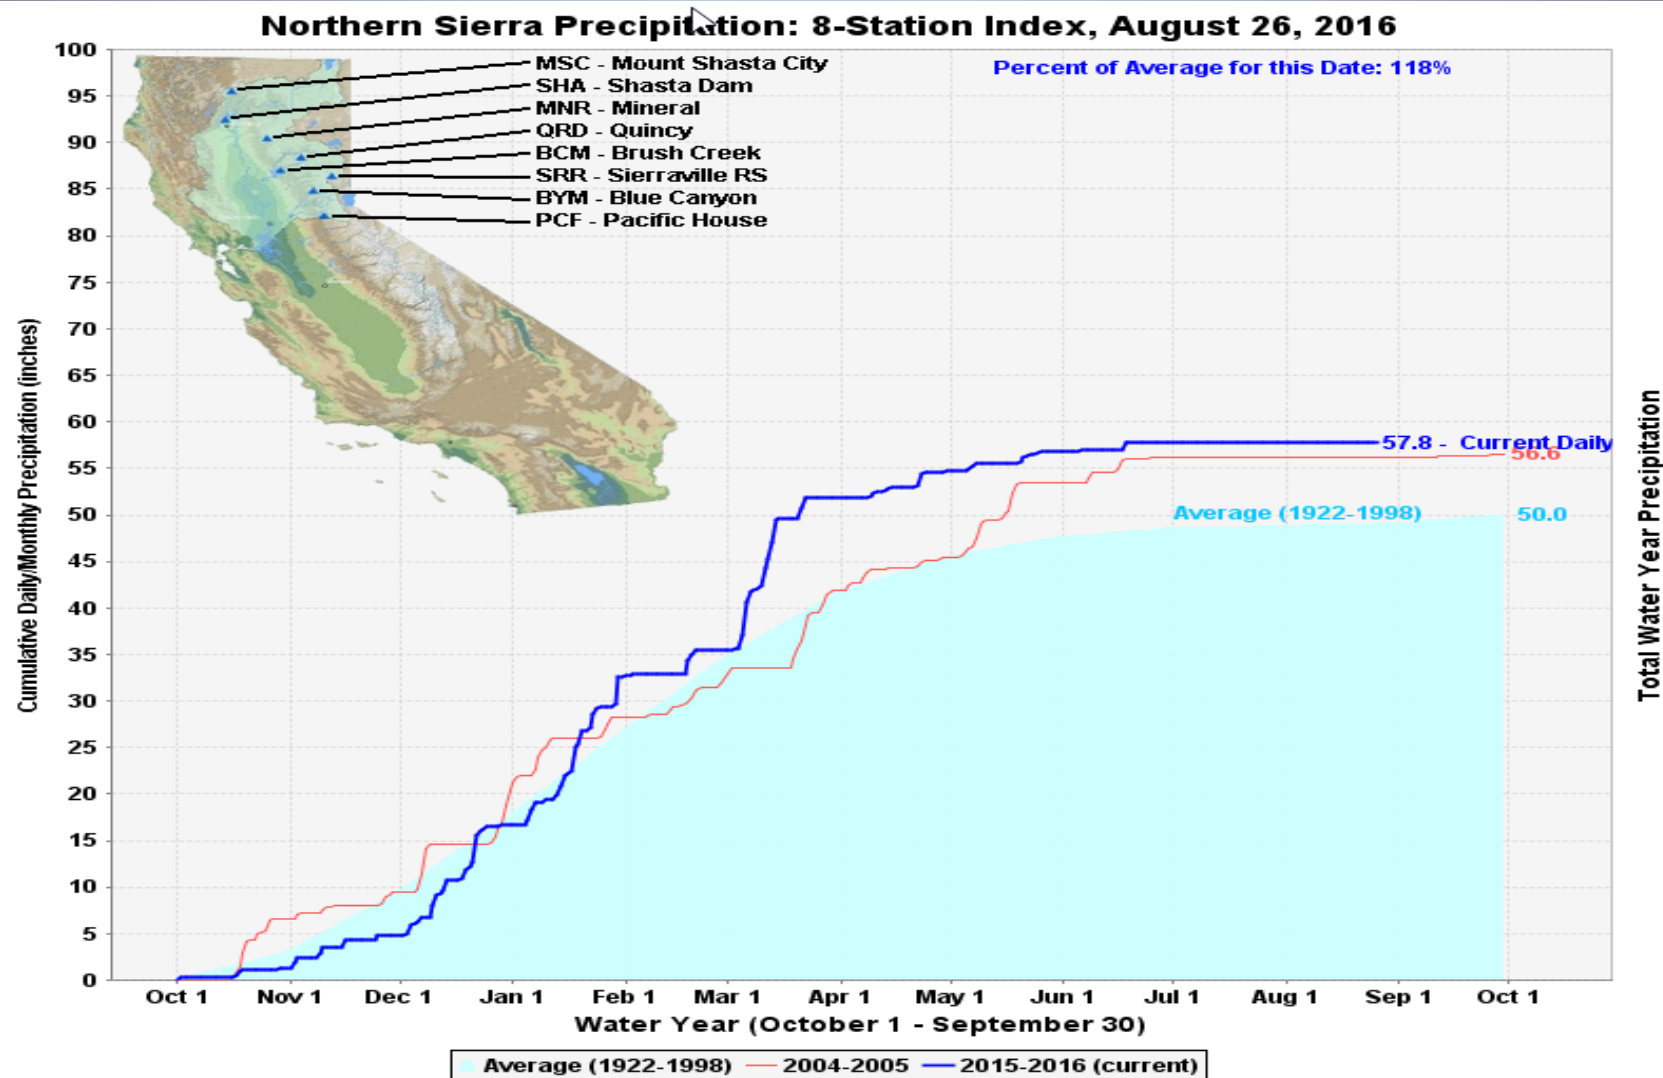 Northern Sierra Precipitation: 8-Station Index, August 26, 2016
Percent of Average for this Date: 118%
MSC - Mount Shasta City
SHA - Shasta Dam
MNR - Mineral
QRD - Quincy
BCM - Brush Creek
SRR - Sierraville RS
BYM - Blue Canyon
PCF - Pacific House
Cumulative Daily/Monthly Precipitation (inches)
100
95
90
85
80
75
70
65
60
55
50
45
40
35
30
25
20
15
10
5
0
57.8 - Current Daily
56.6
Average (1922-1998)
50.0
Total Water Year Precipitation
Oct 1 Nov 1 Dec 1 Jan 1 Feb 1 Mar 1 Apr 1 May 1 Jun 1 Jul 1 Aug 1 Sep 1 Oct 1
Water Year (October 1 - September 30)
Average (1922-1998) 2004-2005 2015-2016 (current)